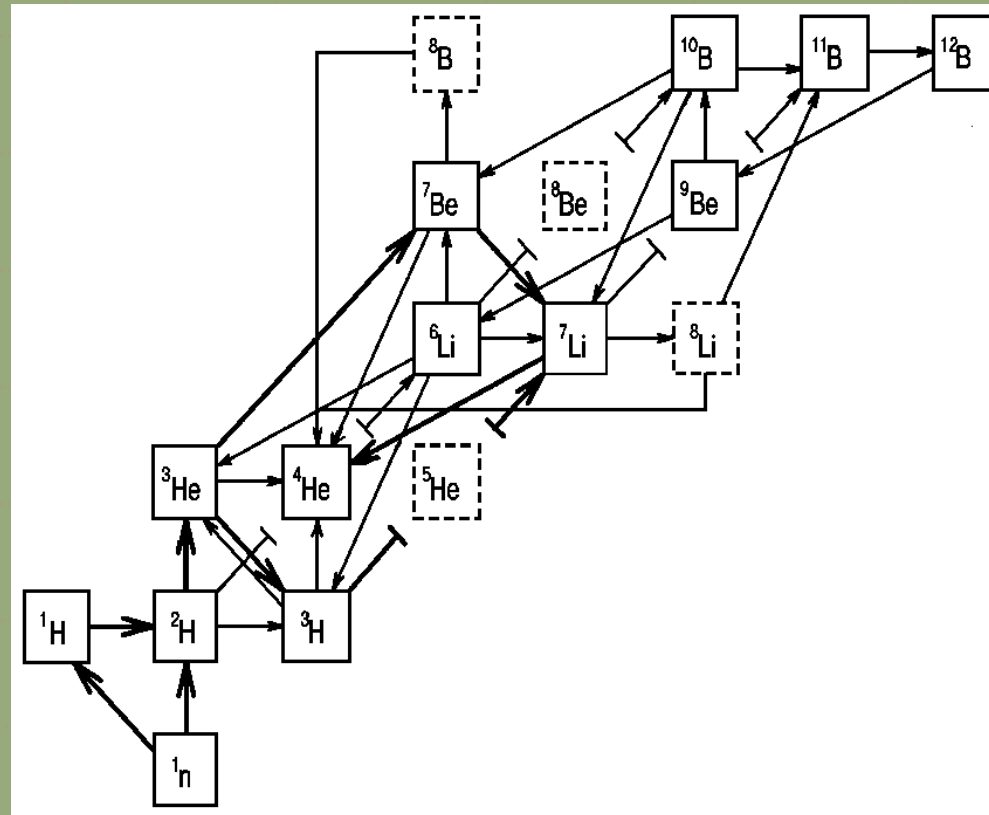 ⁸B ¹⁰B ¹¹B ¹²B
⁷Be ⁸Be ⁹Be
⁶Li ⁷Li ⁸Li
³He ⁴He ⁵He
¹H ²H ³H
¹n